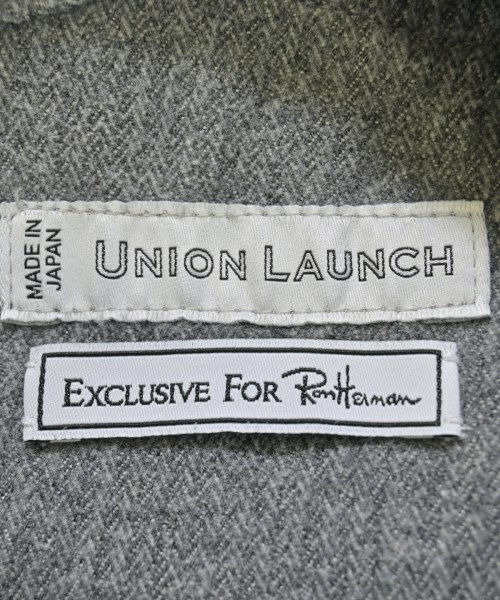 MADE IN
JAPAN
UNION LAUNCH
EXCLUSIVE FOR Ron Herman